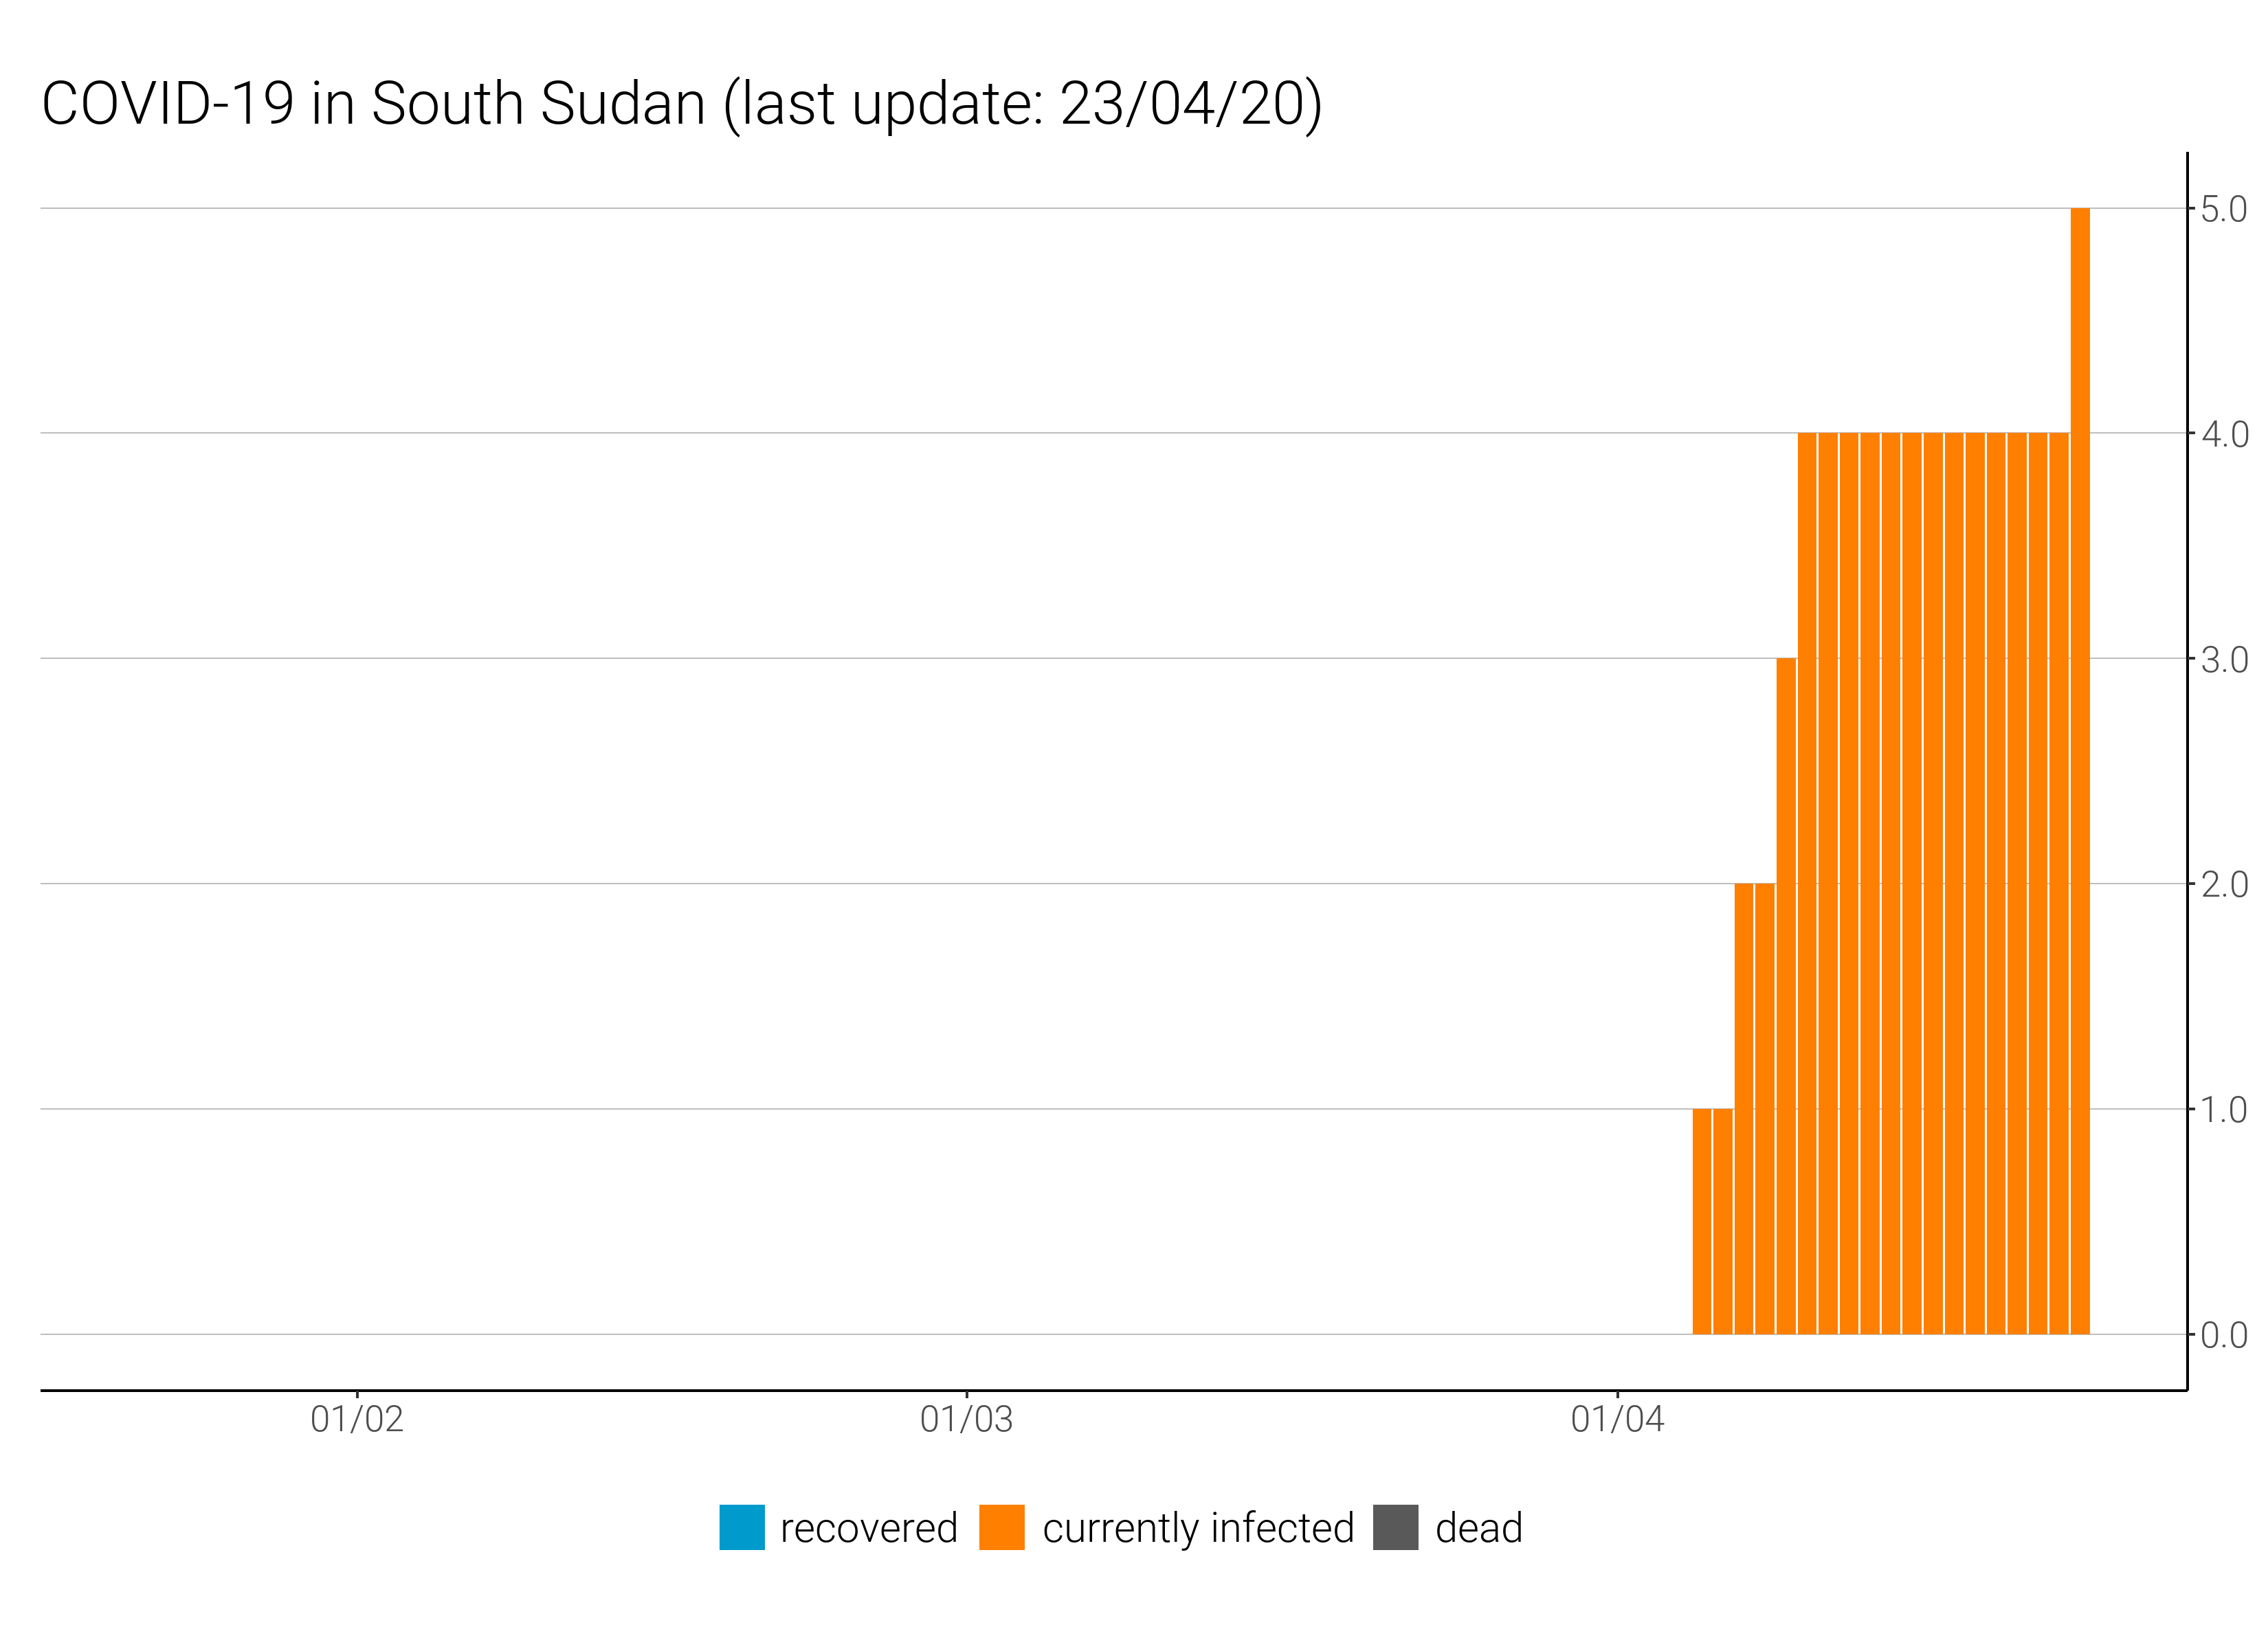 COVID-19 in South Sudan (last update: 23/04/20)
5.0
4.0
3.0
2.0
1.0
0.0
01/02 01/03 01/04
recovered currently infected dead